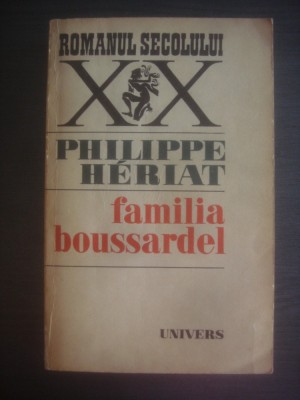 ROMANUL SECOLULUI
XX
PHILIPPE
HÉRIAT
familia
boussardel
UNIVERS